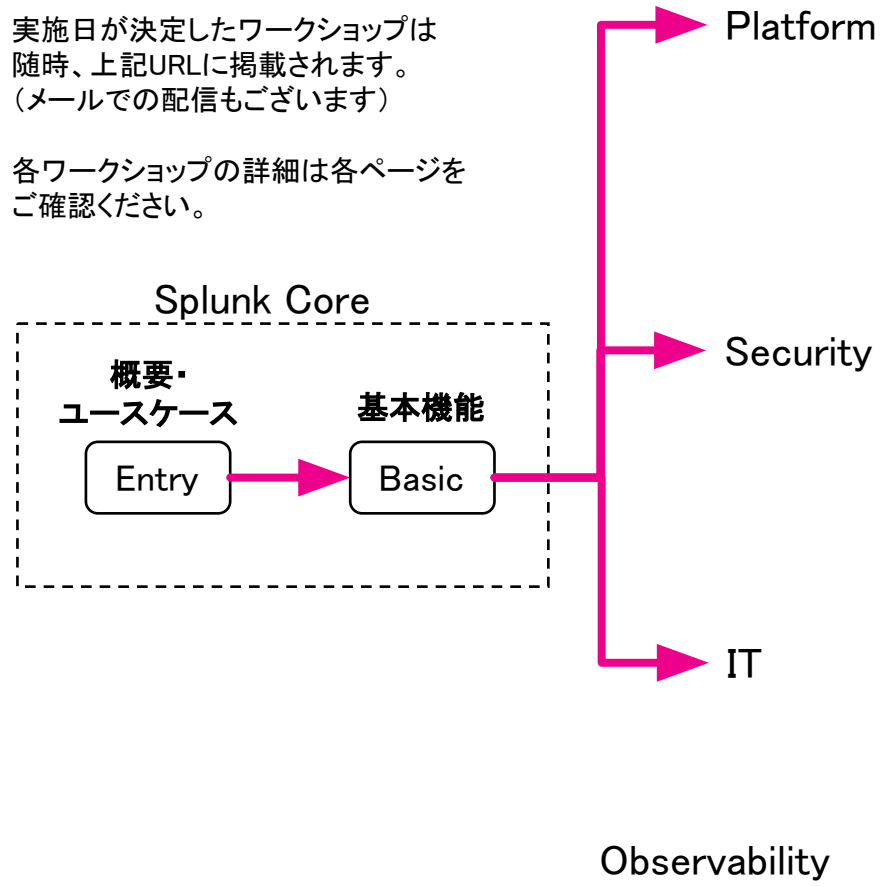 実施日が決定したワークショップは
随時、上記URLに掲載されます。
（メールでの配信もございます）
各ワークショップの詳細は各ページを
ご確認ください。
Splunk Core
概要・
ユースケース
Entry
基本機能
Basic
Platform
Security
IT
Observability